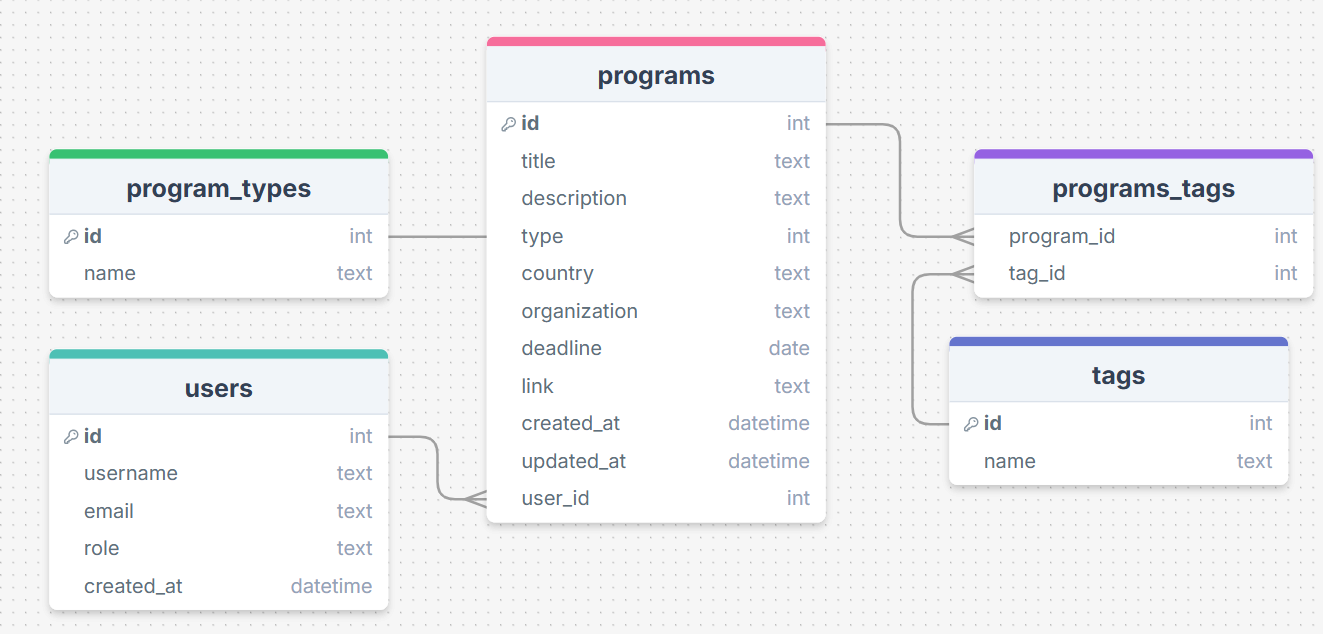 program_types
id int
name text
users
id int
username text
email text
role text
created_at datetime
programs
id int
title text
description text
type int
country text
organization text
deadline date
link text
created_at datetime
updated_at datetime
user_id int
programs_tags
program_id int
tag_id int
tags
id int
name text